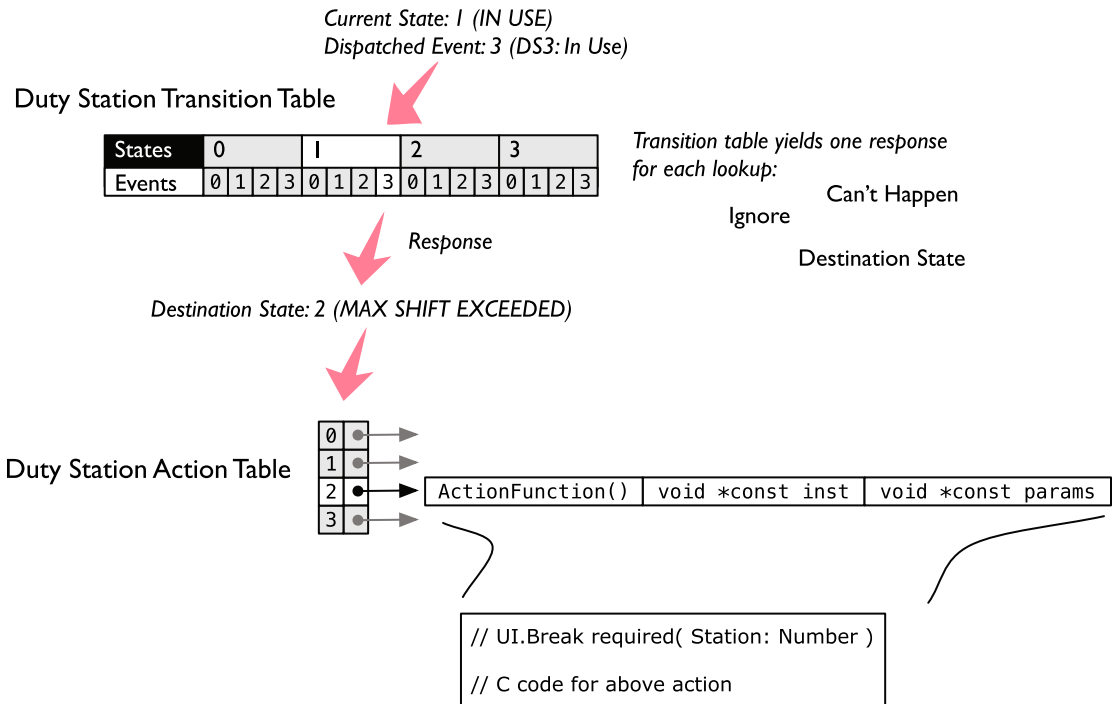 Current State: 1 (IN USE)
Dispatched Event: 3 (DS3: In Use)
Duty Station Transition Table
States 0 1 2 3
Events 0 1 2 3 0 1 2 3 0 1 2 3 0 1 2 3
Transition table yields one response
for each lookup:
Can't Happen
Ignore
Destination State
Response
Destination State: 2 (MAX SHIFT EXCEEDED)
Duty Station Action Table
0
1
2
3
ActionFunction() void *const inst void *const params
// UI.Break required( Station: Number )
// C code for above action